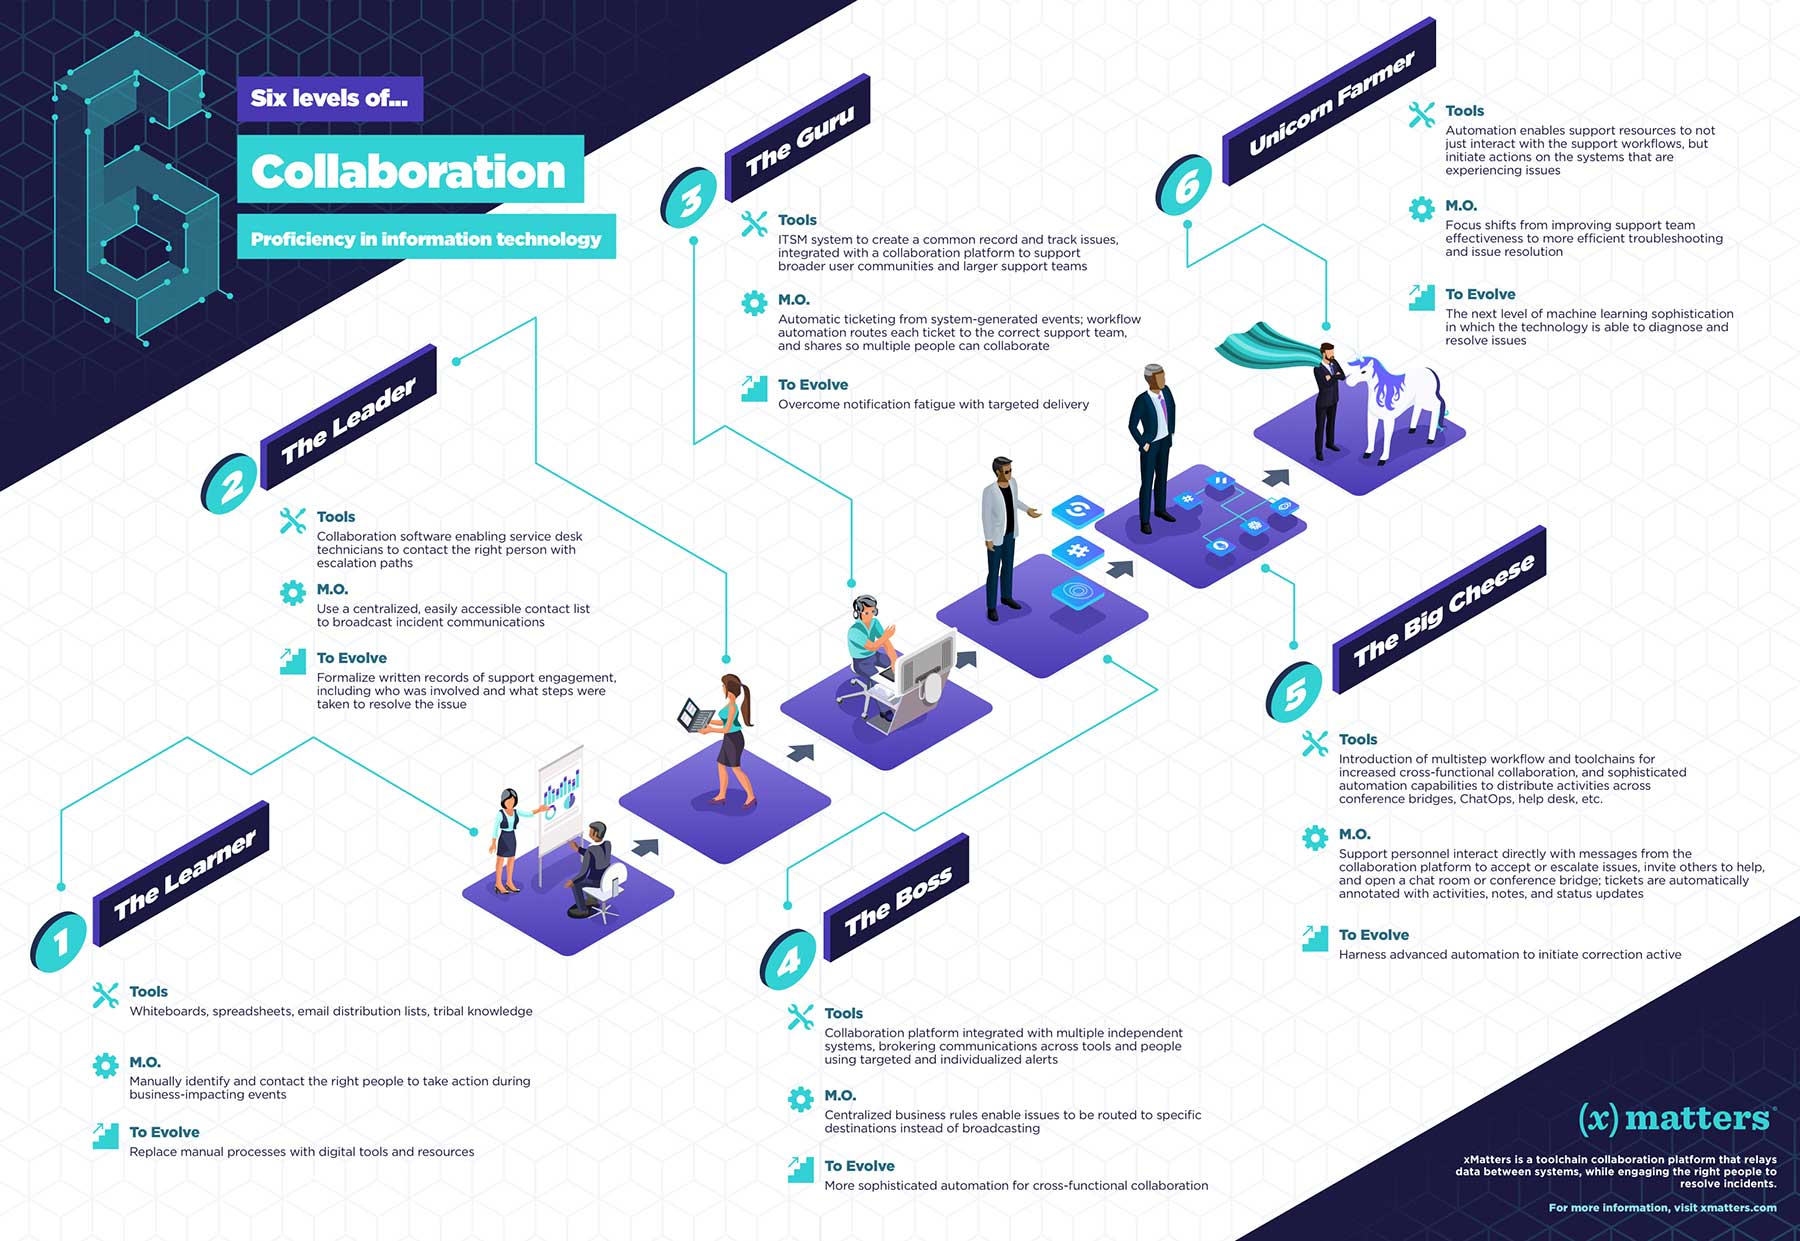 Six levels of...
Collaboration
Proficiency in information technology
1
The Learner
Tools
Whiteboards, spreadsheets, email distribution lists, tribal knowledge
M.O.
Manually identify and contact the right people to take action during
business-impacting events
To Evolve
Replace manual processes with digital tools and resources
2
The Leader
Tools
Collaboration software enabling service desk
technicians to contact the right person with
escalation paths
M.O.
Use a centralized, easily accessible contact list
to broadcast incident communications
To Evolve
Formalize written records of support engagement,
including who was involved and what steps were
taken to resolve the issue
3
The Guru
Tools
ITSM system to create a common record and track issues,
integrated with a collaboration platform to support
broader user communities and larger support teams
M.O.
Automatic ticketing from system-generated events; workflow
automation routes each ticket to the correct support team,
and shares so multiple people can collaborate
To Evolve
Overcome notification fatigue with targeted delivery
4
The Boss
Tools
Collaboration platform integrated with multiple independent
systems, brokering communications across tools and people
using targeted and individualized alerts
M.O.
Centralized business rules enable issues to be routed to specific
destinations instead of broadcasting
To Evolve
More sophisticated automation for cross-functional collaboration
5
The Big Cheese
Tools
Introduction of multistep workflow and toolchains for
increased cross-functional collaboration, and sophisticated
automation capabilities to distribute activities across
conference bridges, ChatOps, help desk, etc.
M.O.
Support personnel interact directly with messages from the
collaboration platform to accept or escalate issues, invite others to help,
and open a chat room or conference bridge; tickets are automatically
annotated with activities, notes, and status updates
To Evolve
Harness advanced automation to initiate correction active
6
Unicorn Farmer
Tools
Automation enables support resources to not
just interact with the support workflows, but
initiate actions on the systems that are
experiencing issues
M.O.
Focus shifts from improving support team
effectiveness to more efficient troubleshooting
and issue resolution
To Evolve
The next level of machine learning sophistication
in which the technology is able to diagnose and
resolve issues
(x) matters
xMatters is a toolchain collaboration platform that relays
data between systems, while engaging the right people to
resolve incidents.
For more information, visit xmatters.com